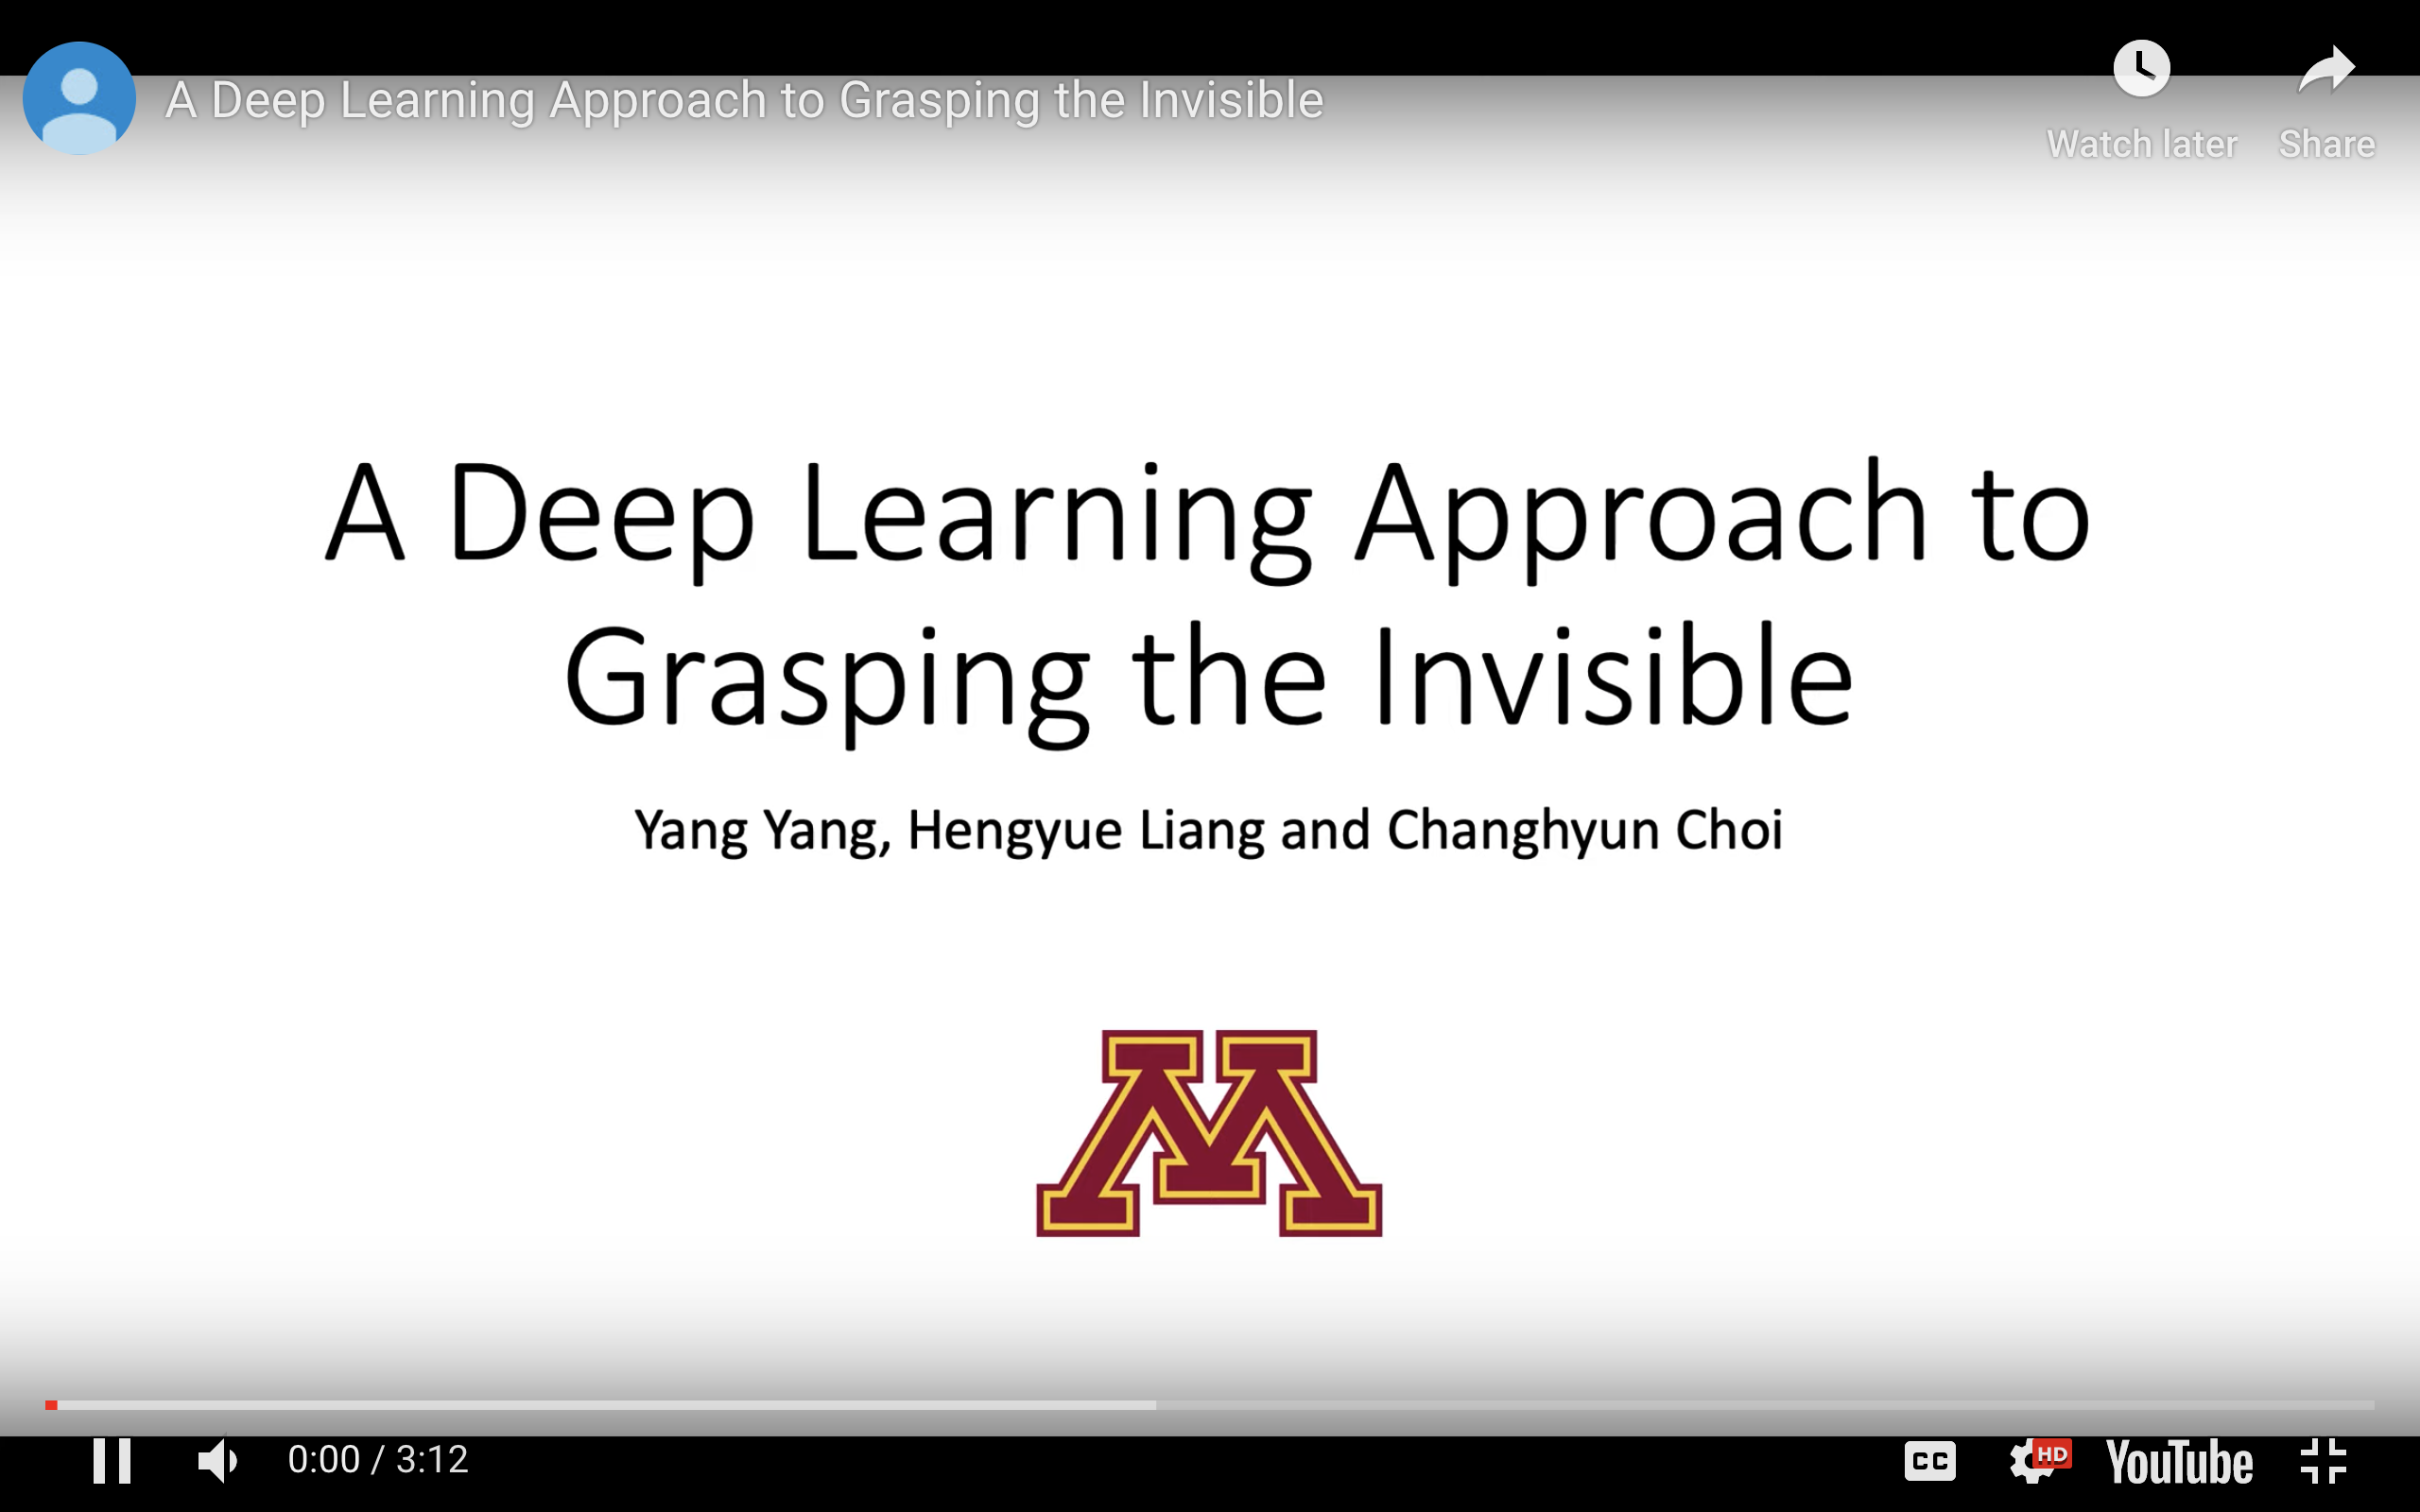 A Deep Learning Approach to Grasping the Invisible
Watch later
Share
A Deep Learning Approach to
Grasping the Invisible
Yang Yang, Hengyue Liang and Changhyun Choi
M
0:00 / 3:12
CC
HD
YouTube